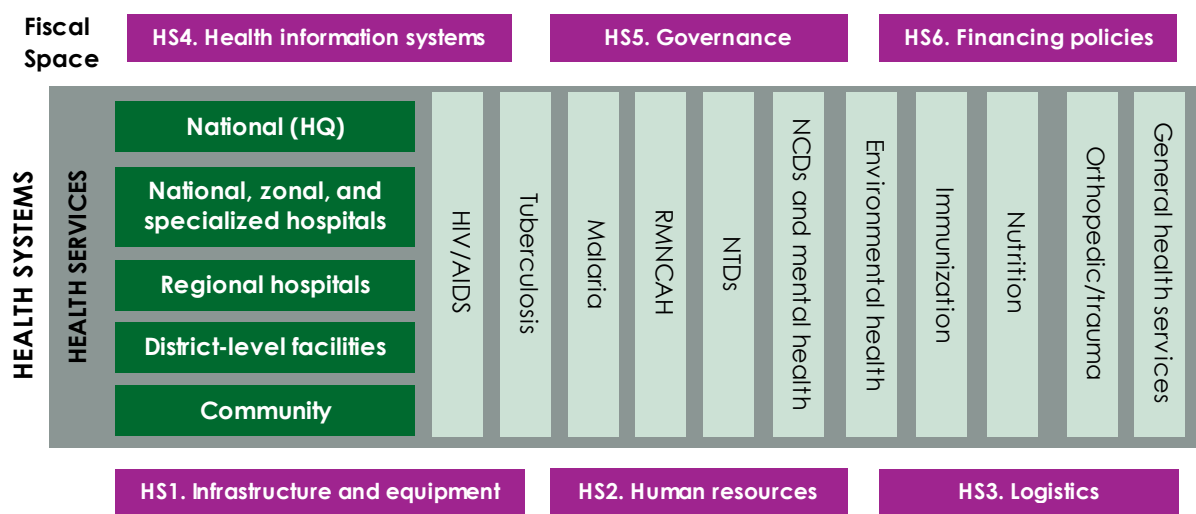 Fiscal
Space
HS4. Health information systems
HS5. Governance
HS6. Financing policies
HEALTH SYSTEMS
HEALTH SERVICES
National (HQ)
National, zonal, and
specialized hospitals
Regional hospitals
District-level facilities
Community
HIV/AIDS
Tuberculosis
Malaria
RMNCAH
NTDs
NCDs and mental health
Environmental health
Immunization
Nutrition
Orthopedic/trauma
General health services
HS1. Infrastructure and equipment
HS2. Human resources
HS3. Logistics